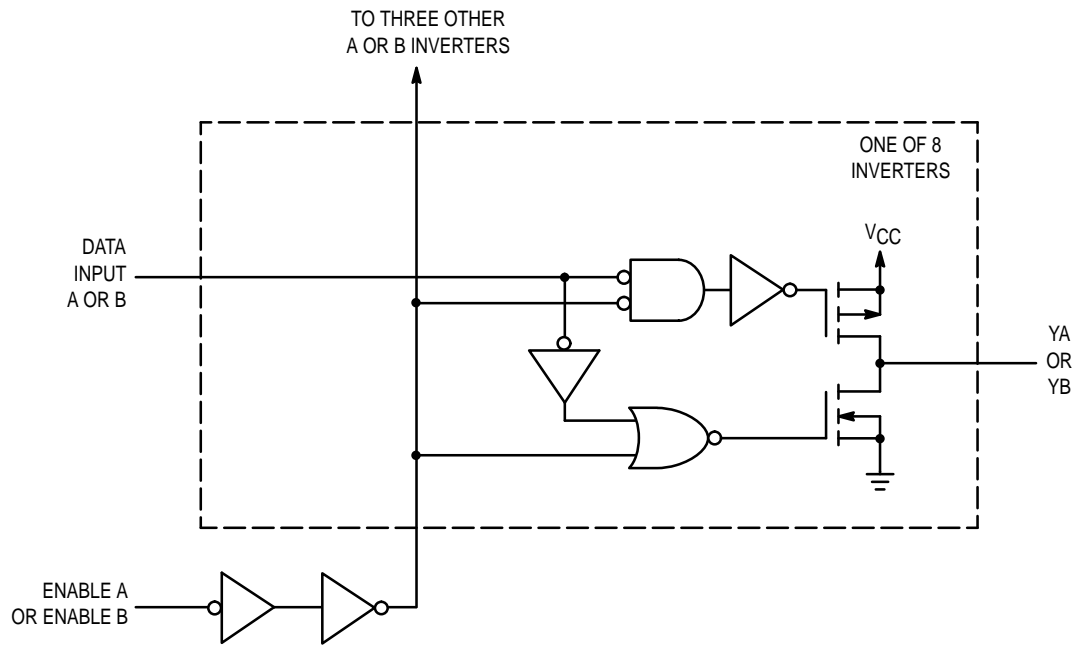 TO THREE OTHER
A OR B INVERTERS
ONE OF 8
INVERTERS
VCC
DATA
INPUT
A OR B
YA
OR
YB
ENABLE A
OR ENABLE B